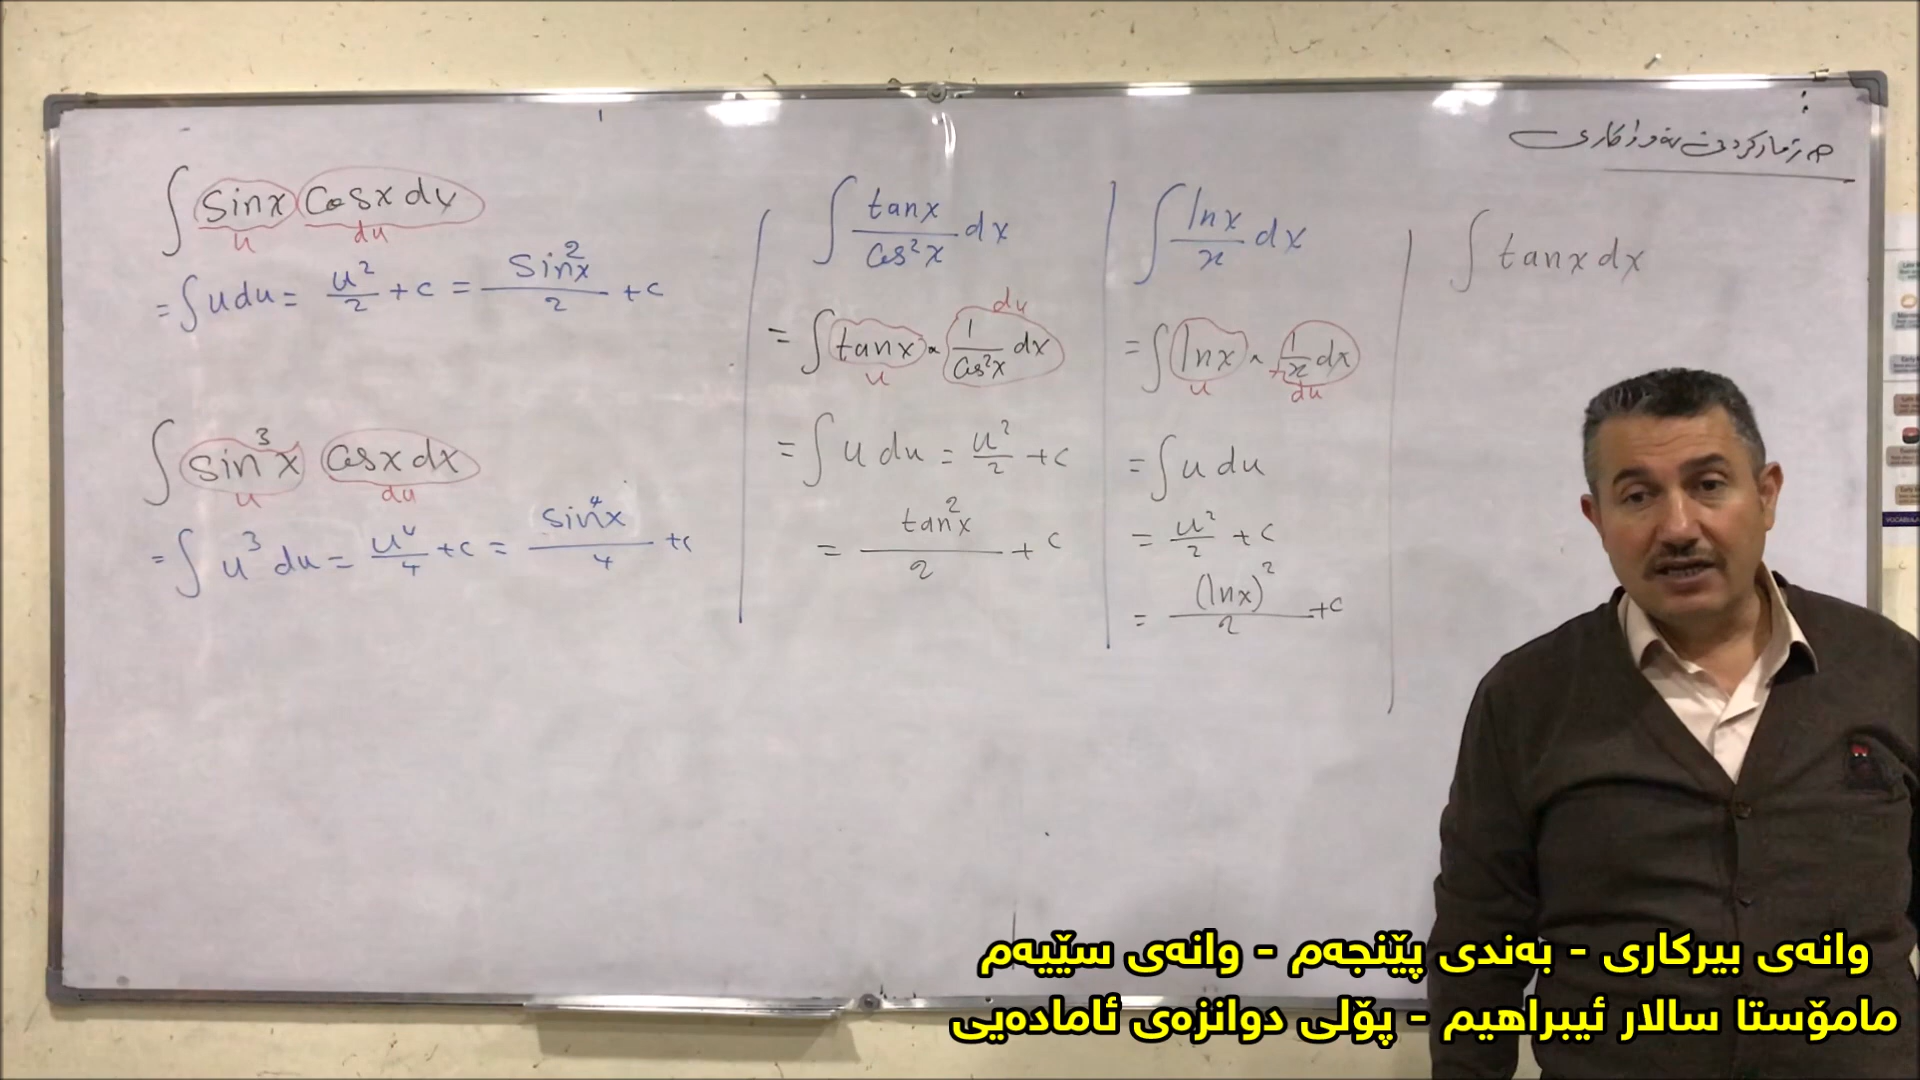 هەژمارکردنی تەواوکاری
∫ sinx cosx dx
u du
= ∫ u du = u²/2 + c = sin²x/2 + c
∫ sin³x cosx dx
u du
= ∫ u³ du = u⁴/4 + c = sin⁴x/4 + c
∫ tanx/cos²x dx
du
= ∫ tanx × 1/cos²x dx
u
= ∫ u du = u²/2 + c
= tan²x/2 + c
∫ lnx/x dx
= ∫ lnx × 1/x dx
u du
= ∫ u du
= u²/2 + c
= (lnx)²/2 + c
∫ tanx dx
وانەی بیرکاری - بەندی پێنجەم - وانەی سێیەم
مامۆستا سالار ئیبراهیم - پۆلی دوانزەی ئامادەیی